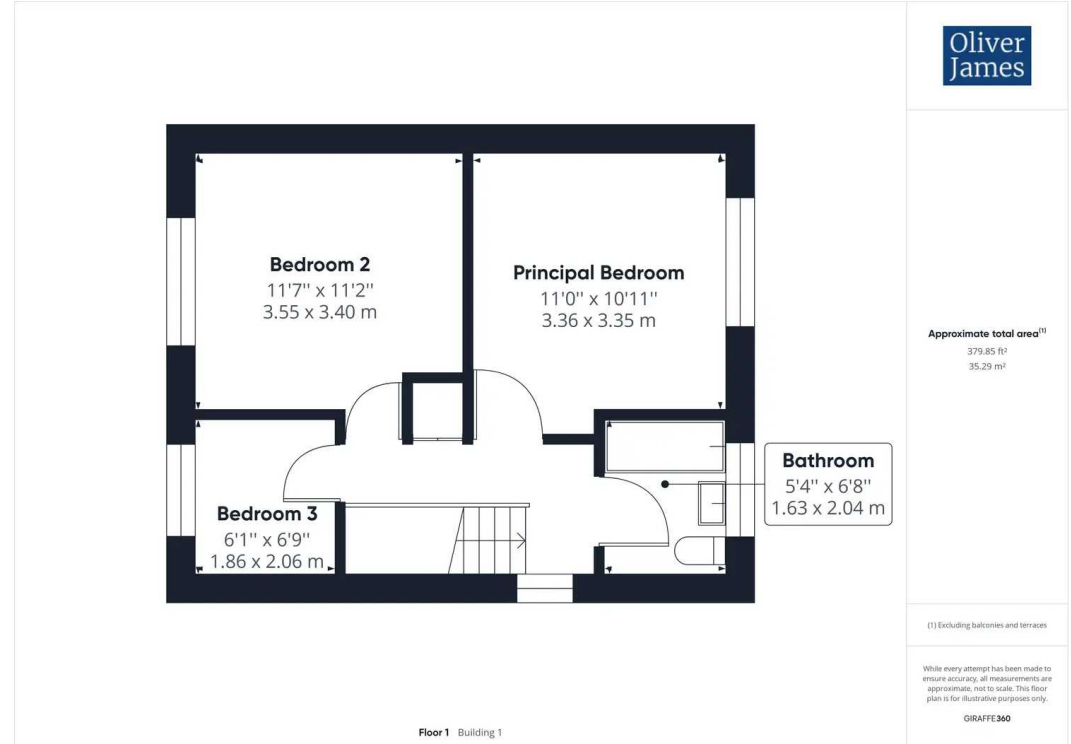 Oliver
James
Bedroom 2
11'7'' x 11'2''
3.55 x 3.40 m
Principal Bedroom
11'0'' x 10'11''
3.36 x 3.35 m
Bathroom
5'4'' x 6'8''
1.63 x 2.04 m
Bedroom 3
6'1'' x 6'9''
1.86 x 2.06 m
Floor 1 Building 1
Approximate total area(1)
379.85 ft²
35.29 m²
(1) Excluding balconies and terraces
While every attempt has been made to
ensure accuracy, all measurements are
approximate, not to scale. This floor
plan is for illustrative purposes only.
GIRAFFE360